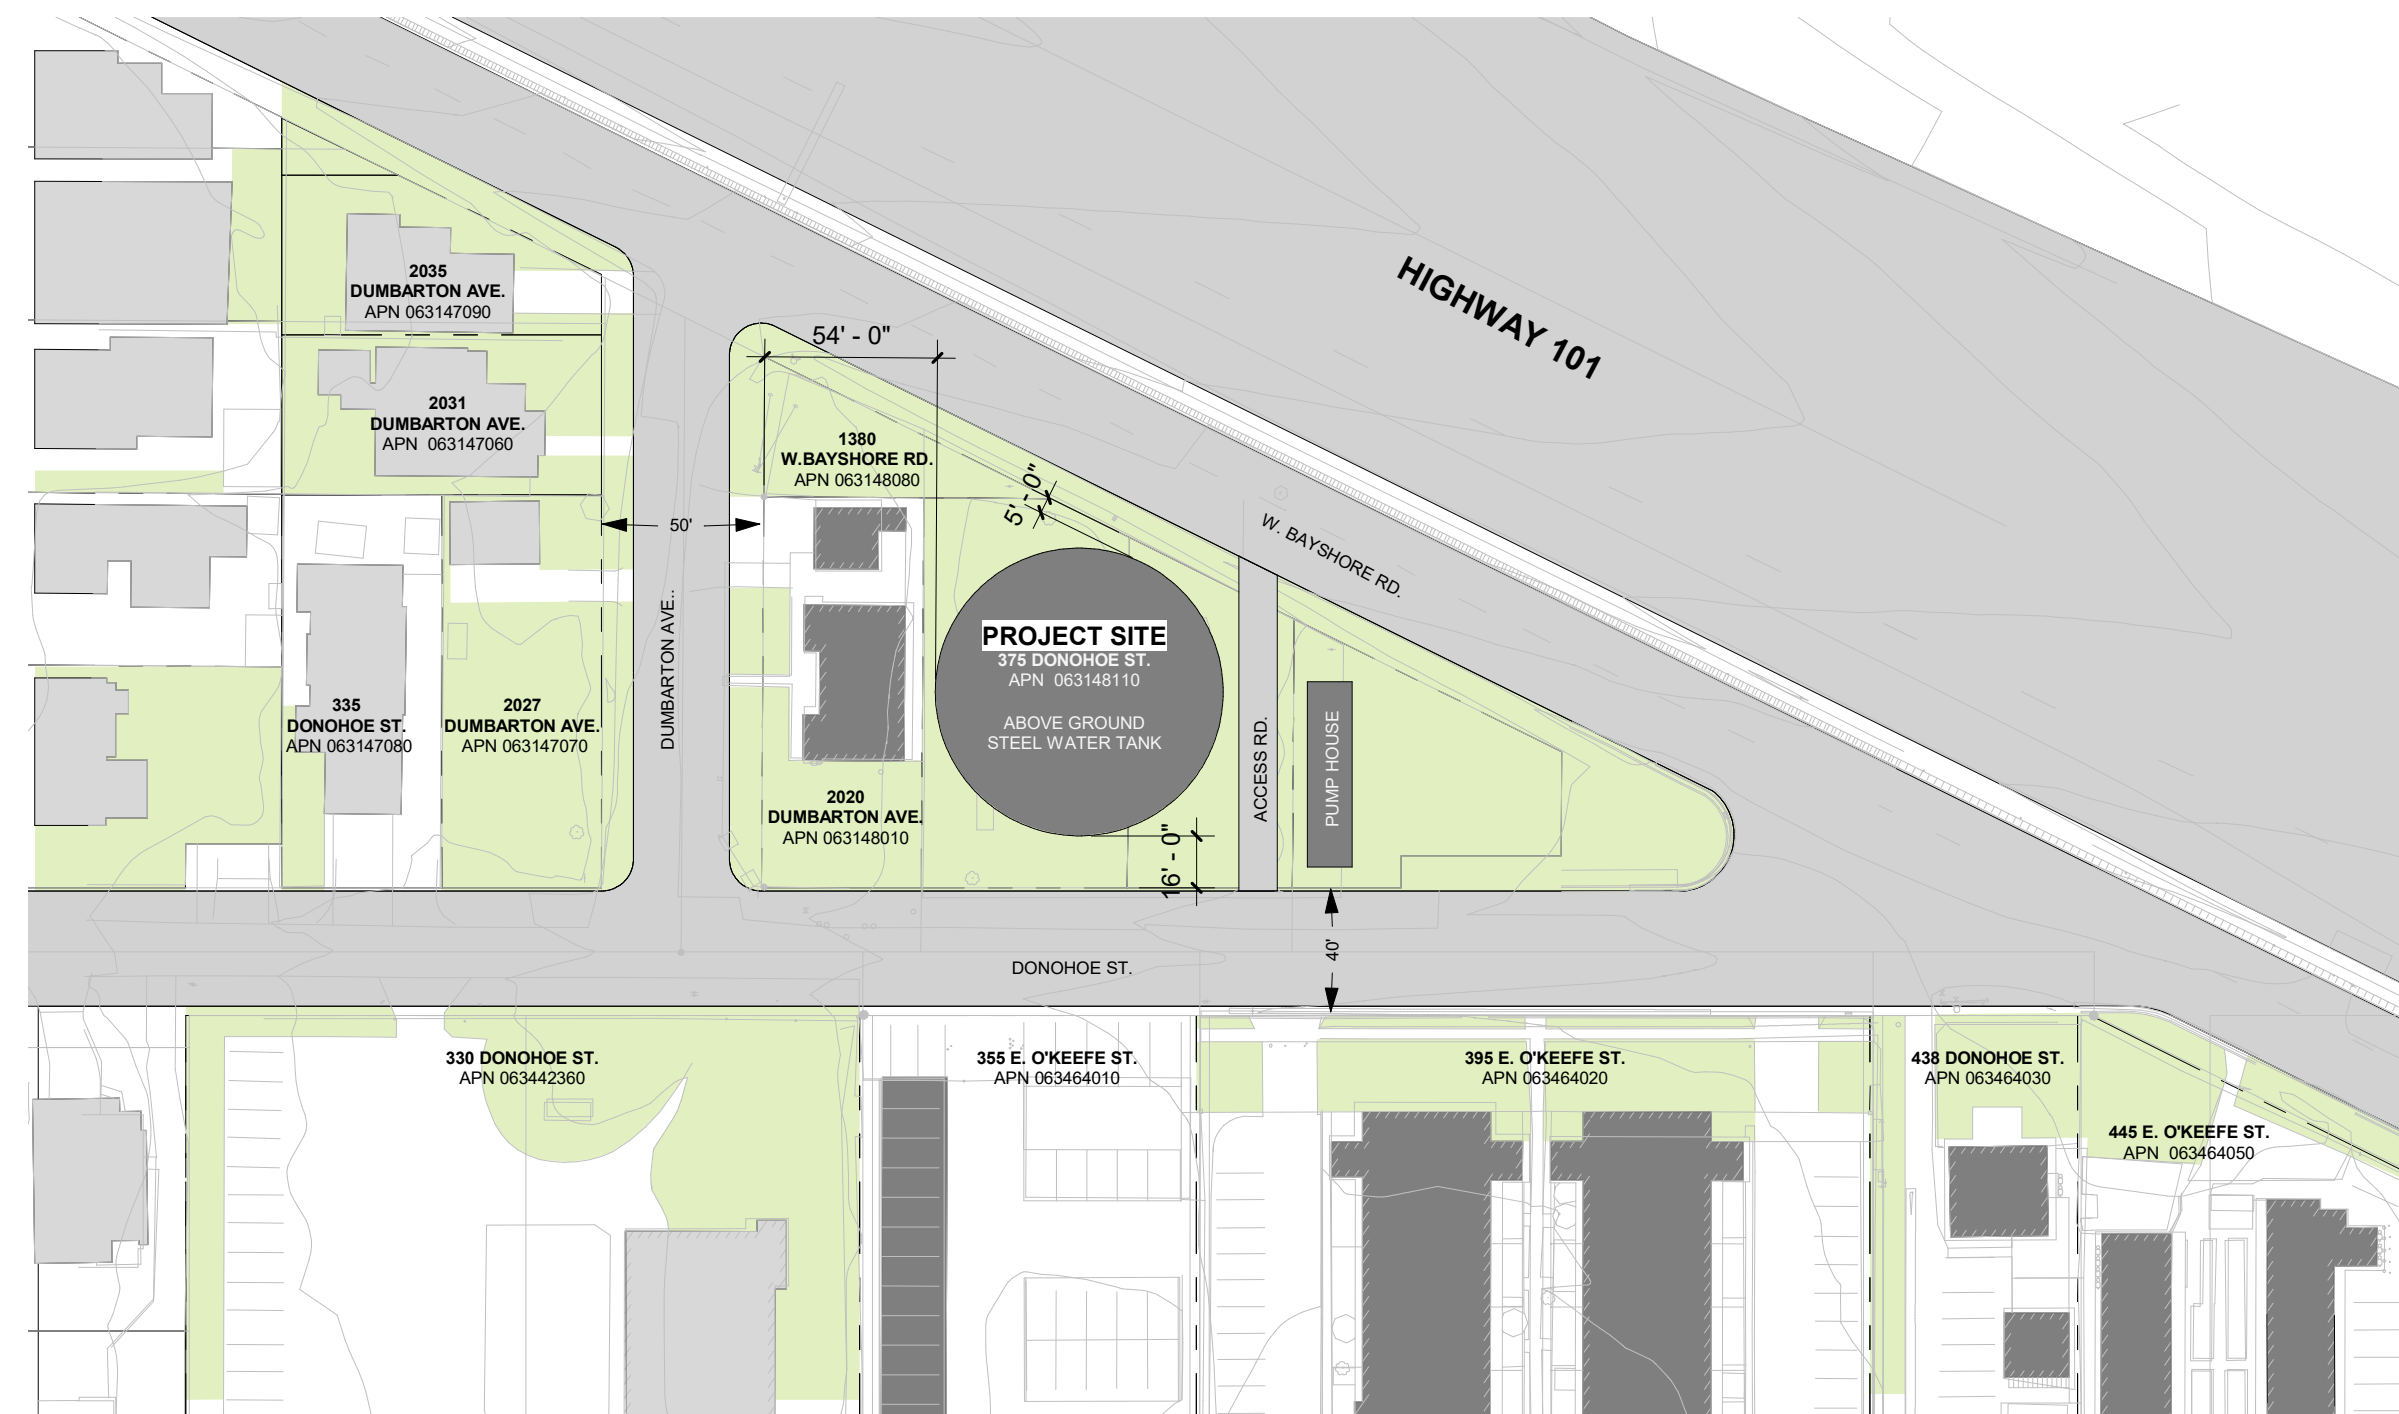 HIGHWAY 101
2035
DUMBARTON AVE.
APN 063147090
54' - 0"
2031
DUMBARTON AVE.
APN  063147060
1380
W.BAYSHORE RD.
APN 063148080
5' - 0"
50'
W. BAYSHORE RD.
DUMBARTON AVE..
PROJECT SITE
375 DONOHOE ST.
APN  063148110
ABOVE GROUND
STEEL WATER TANK
ACCESS RD.
PUMP HOUSE
335
DONOHOE ST.
APN 063147080
2027
DUMBARTON AVE.
APN 063147070
2020
DUMBARTON AVE.
APN 063148010
16' - 0"
40'
DONOHOE ST.
330 DONOHOE ST.
APN 063442360
355 E. O'KEEFE ST.
APN 063464010
395 E. O'KEEFE ST.
APN 063464020
438 DONOHOE ST.
APN 063464030
445 E. O'KEEFE ST.
APN  063464050